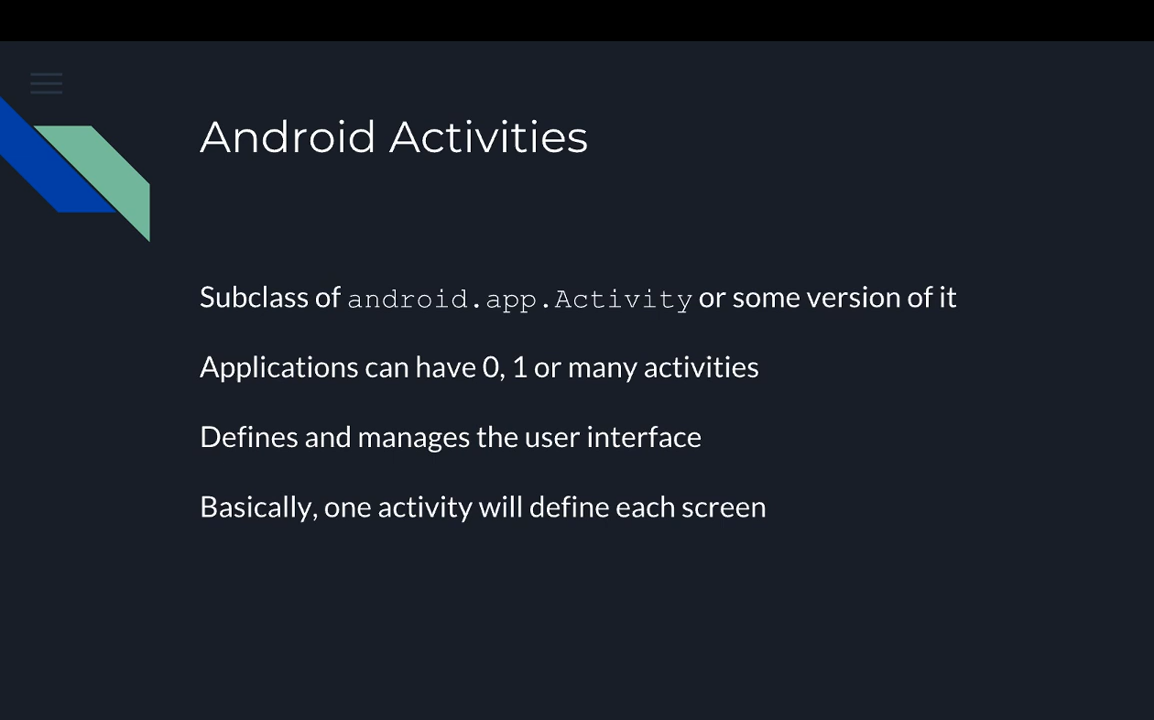 Android Activities
Subclass of android.app.Activity or some version of it
Applications can have 0, 1 or many activities
Defines and manages the user interface
Basically, one activity will define each screen